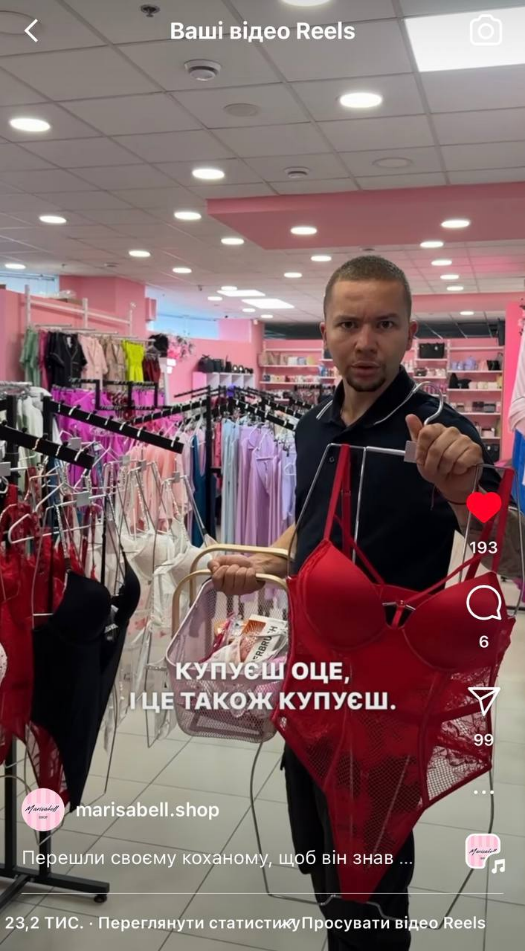 Ваші відео Reels
193
КУПУЄШ ОЦЕ,
І ЦЕ ТАКОЖ КУПУЄШ.
6
99
marisabell.shop
Перешли своєму коханому, щоб він знав ...
23,2 ТИС. · Переглянути статистику
Просувати відео Reels